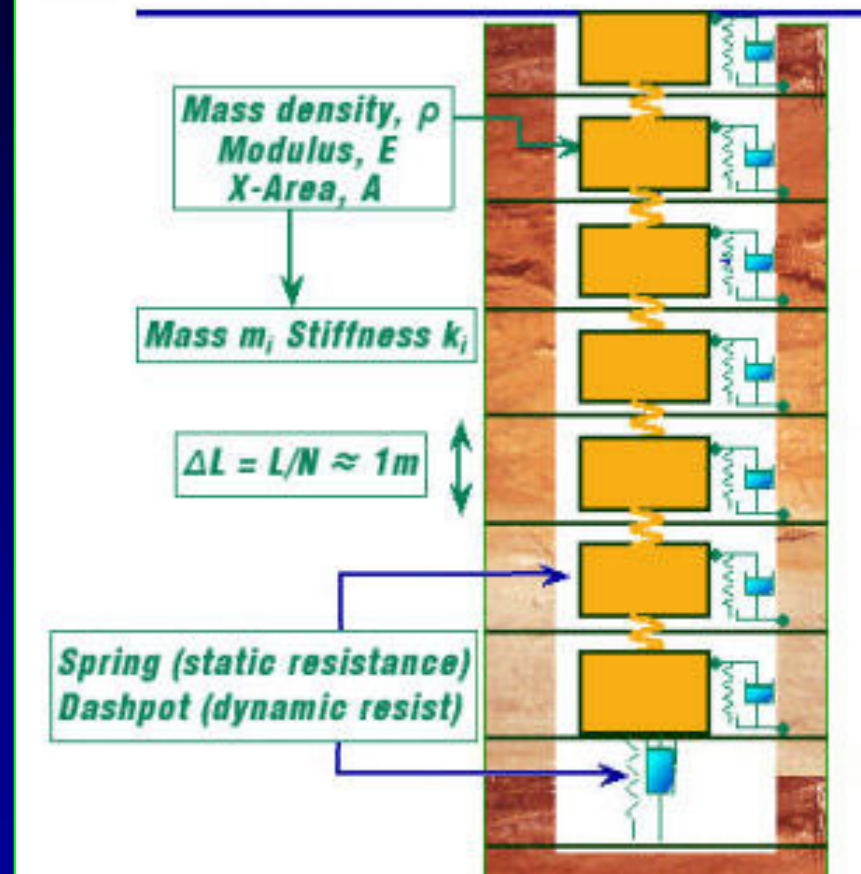 Mass density, ρ
Modulus, E
X-Area, A
Mass mᵢ Stiffness kᵢ
ΔL = L/N ≈ 1m
Spring (static resistance)
Dashpot (dynamic resist)